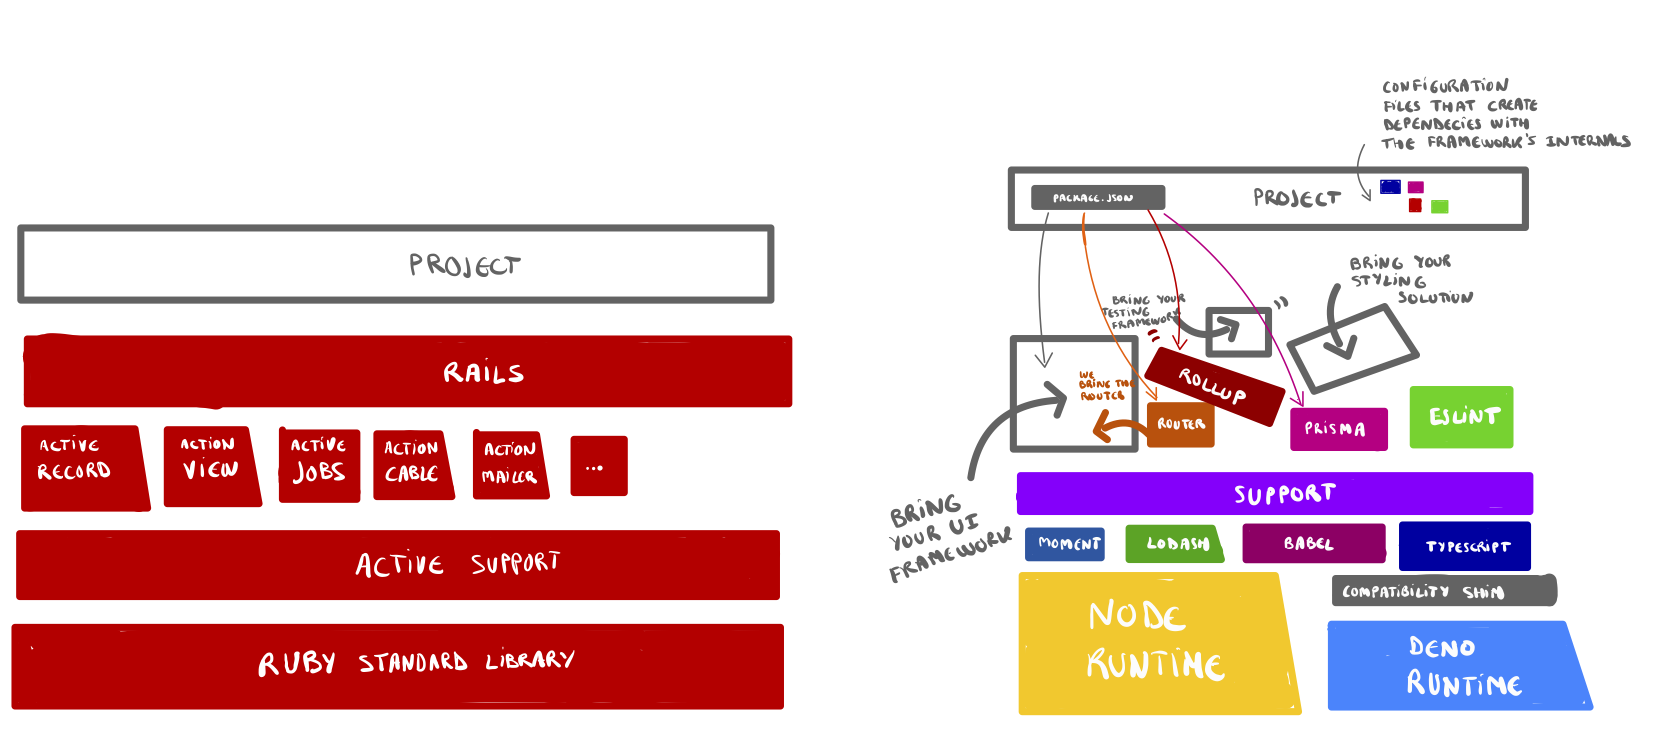 PROJECT
RAILS
ACTIVE
RECORD
ACTION
VIEW
ACTIVE
JOBS
ACTION
CABLE
ACTION
MAILER
...
ACTIVE SUPPORT
RUBY STANDARD LIBRARY
CONFIGURATION
FILES THAT CREATE
DEPENDECIES WITH
THE FRAMEWORK'S INTERNALS
PACKAGE.JSON
PROJECT
BRING YOUR
STYLING
SOLUTION
BRING YOUR
TESTING
FRAMEWORK
WE
BRING THE
ROUTER
ROLLUP
ROUTER
PRISMA
ESLINT
BRING
YOUR UI
FRAMEWORK
SUPPORT
MOMENT
LODASH
BABEL
TYPESCRIPT
COMPATIBILITY SHIM
NODE
RUNTIME
DENO
RUNTIME